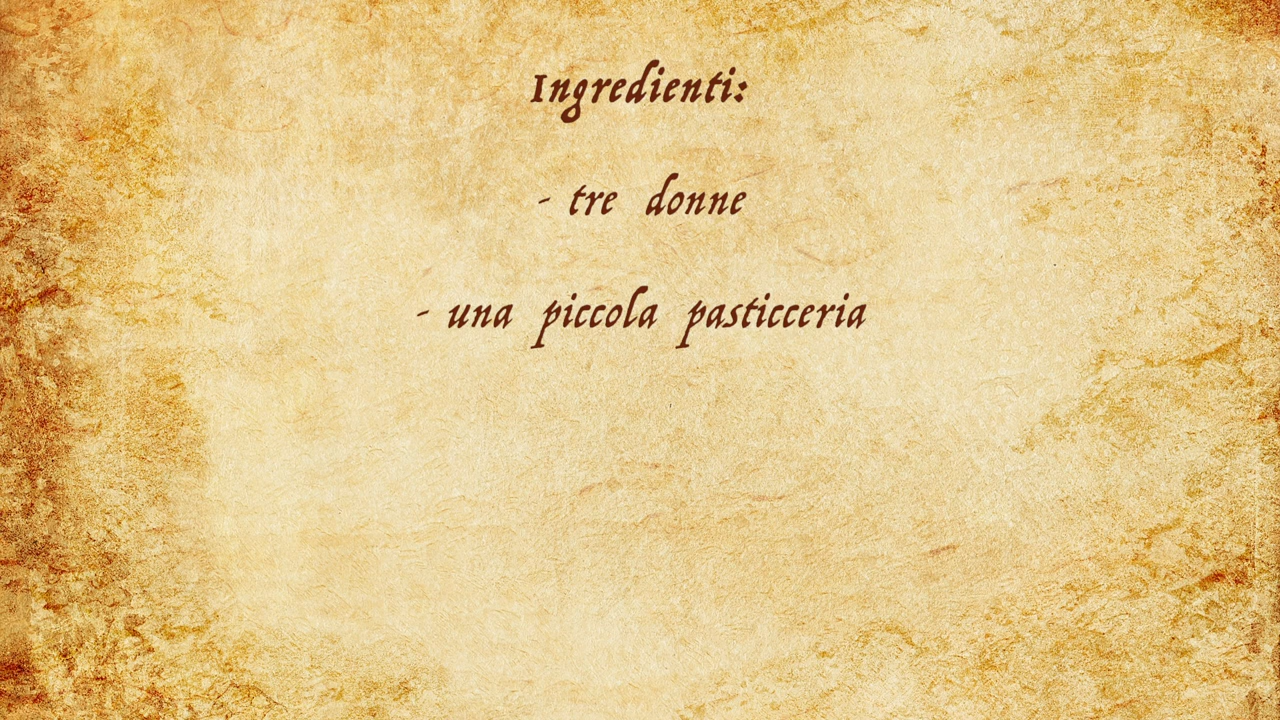 Ingredienti:
- tre donne
- una piccola pasticceria